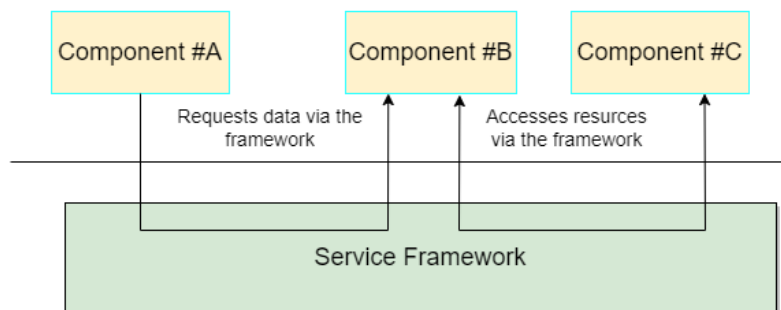 Component #A
Component #B
Component #C
Requests data via the
framework
Accesses resurces
via the framework
Service Framework